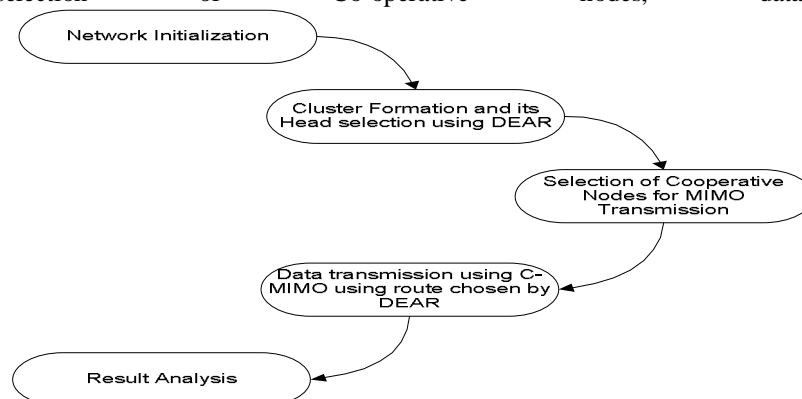 of Co-operative nodes, data
Network Initialization
Cluster Formation and its
Head selection using DEAR
Selection of Cooperative
Nodes for MIMO
Transmission
Data transmission using C-
MIMO using route chosen by
DEAR
Result Analysis